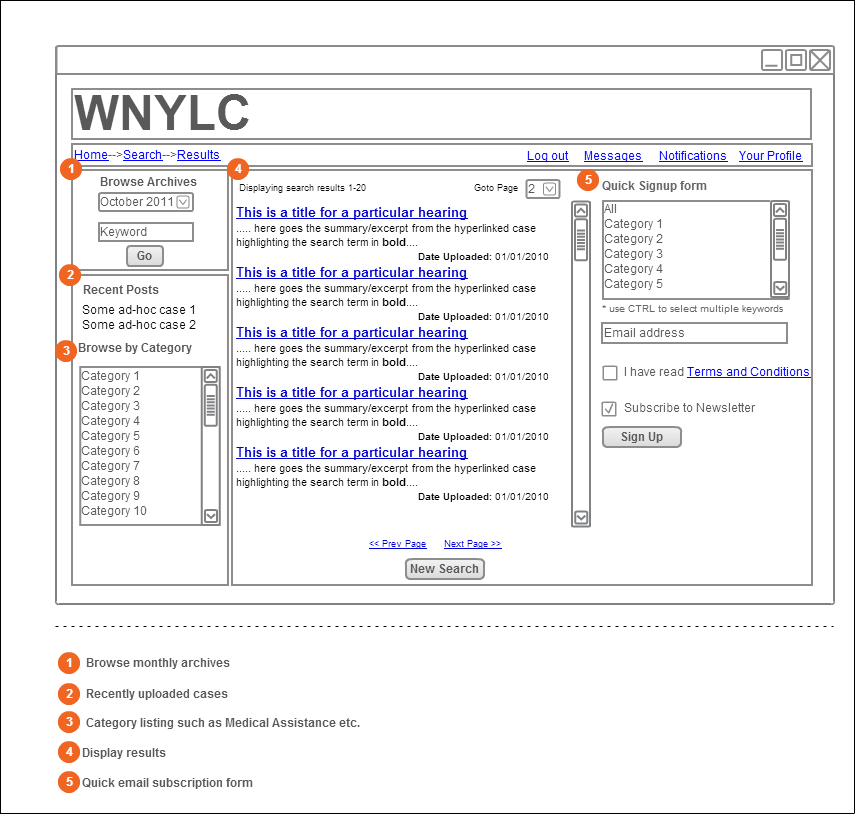 WNYLC
Home-->Search-->Results
Log out Messages Notifications Your Profile
1
Browse Archives
October 2011
Keyword
Go
2
Recent Posts
Some ad-hoc case 1
Some ad-hoc case 2
3
Browse by Category
Category 1
Category 2
Category 3
Category 4
Category 5
Category 6
Category 7
Category 8
Category 9
Category 10
4
Displaying search results 1-20
Goto Page 2
This is a title for a particular hearing
..... here goes the summary/excerpt from the hyperlinked case
highlighting the search term in bold....
Date Uploaded: 01/01/2010
This is a title for a particular hearing
..... here goes the summary/excerpt from the hyperlinked case
highlighting the search term in bold....
Date Uploaded: 01/01/2010
This is a title for a particular hearing
..... here goes the summary/excerpt from the hyperlinked case
highlighting the search term in bold....
Date Uploaded: 01/01/2010
This is a title for a particular hearing
..... here goes the summary/excerpt from the hyperlinked case
highlighting the search term in bold....
Date Uploaded: 01/01/2010
This is a title for a particular hearing
..... here goes the summary/excerpt from the hyperlinked case
highlighting the search term in bold....
Date Uploaded: 01/01/2010
<< Prev Page Next Page >>
New Search
5
Quick Signup form
All
Category 1
Category 2
Category 3
Category 4
Category 5
* use CTRL to select multiple keywords
Email address
I have read Terms and Conditions
Subscribe to Newsletter
Sign Up
1 Browse monthly archives
2 Recently uploaded cases
3 Category listing such as Medical Assistance etc.
4 Display results
5 Quick email subscription form